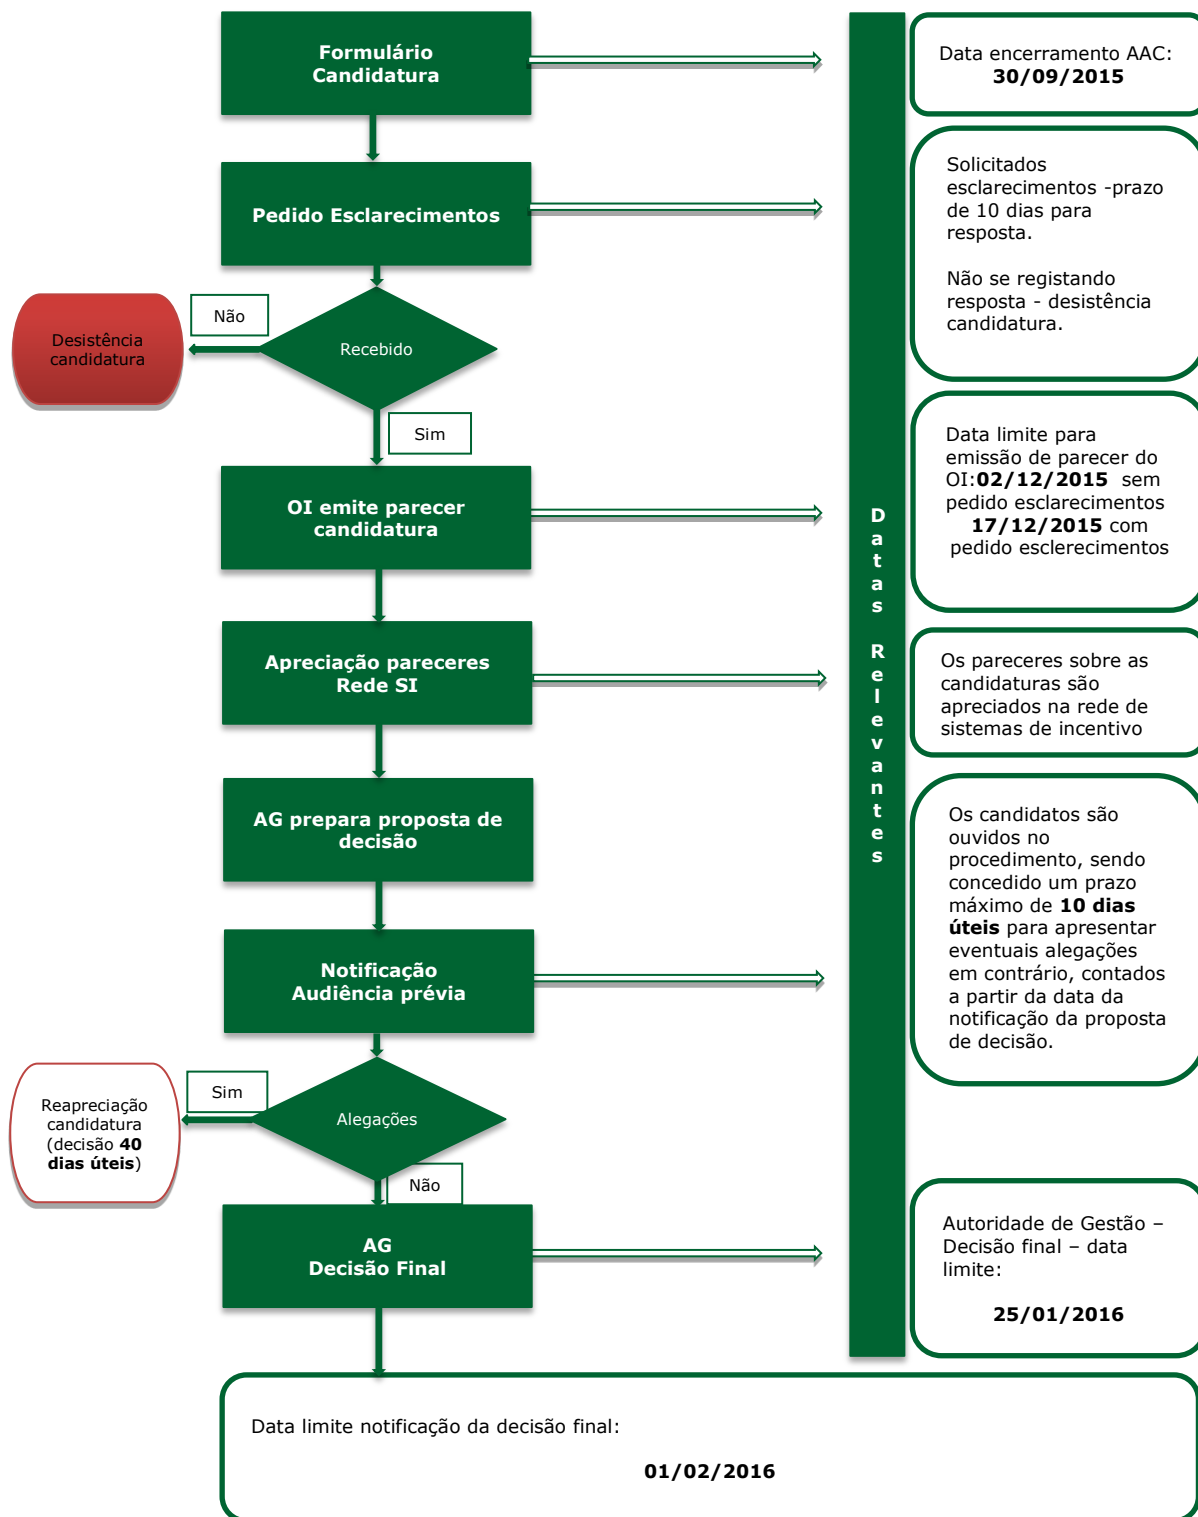 Formulário
Candidatura
Data encerramento AAC:
30/09/2015
Pedido Esclarecimentos
Solicitados
esclarecimentos -prazo
de 10 dias para
resposta.
Não se registando
resposta - desistência
candidatura.
Não
Desistência
candidatura
Recebido
Sim
OI emite parecer
candidatura
Data limite para
emissão de parecer do
OI:02/12/2015 sem
pedido esclarecimentos
17/12/2015 com
pedido esclerecimentos
Datas Relevantes
Apreciação pareceres
Rede SI
Os pareceres sobre as
candidaturas são
apreciados na rede de
sistemas de incentivo
AG prepara proposta de
decisão
Notificação
Audiência prévia
Os candidatos são
ouvidos no
procedimento, sendo
concedido um prazo
máximo de 10 dias
úteis para apresentar
eventuais alegações
em contrário, contados
a partir da data da
notificação da proposta
de decisão.
Sim
Reapreciação
candidatura
(decisão 40
dias úteis)
Alegações
Não
AG
Decisão Final
Autoridade de Gestão –
Decisão final – data
limite:
25/01/2016
Data limite notificação da decisão final:
01/02/2016